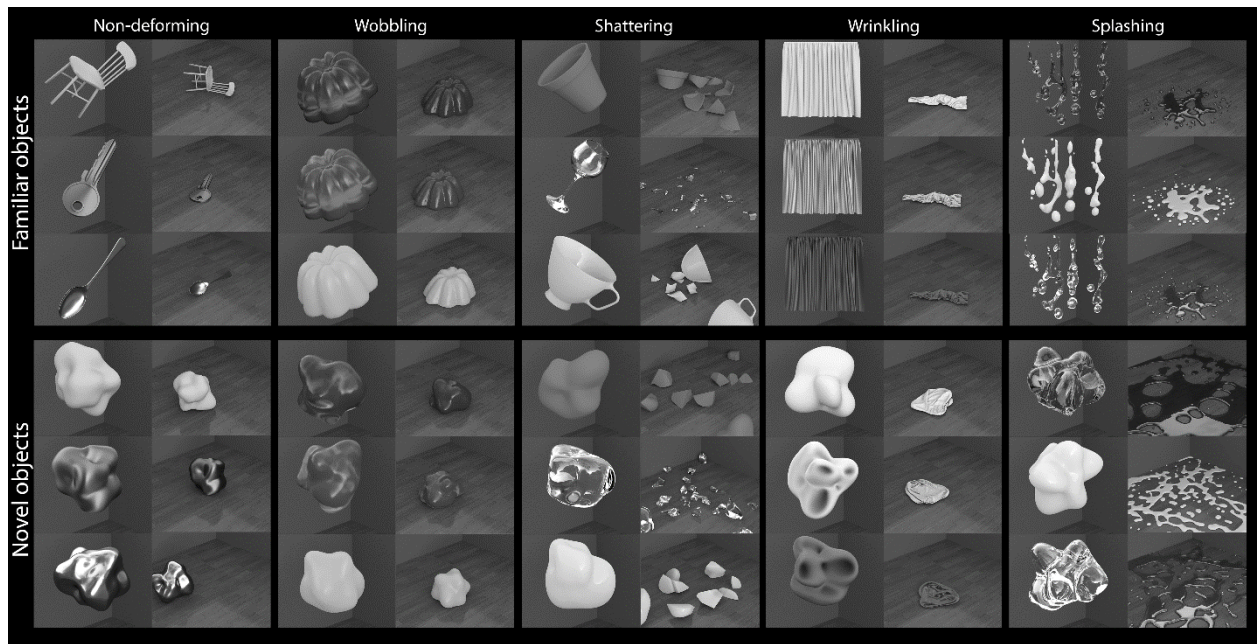 Non-deforming
Wobbling
Shattering
Wrinkling
Splashing
Familiar objects
Novel objects